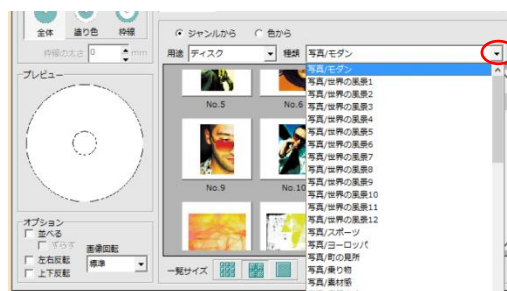 全体 塗り色 枠線
枠線の太さ 0 mm
プレビュー
オプション
並べる
ずらす
左右反転
上下反転
画像回転
標準
ジャンルから 色から
用途 ディスク 種類 写真/モダン
写真/モダン
写真/世界の風景1
写真/世界の風景2
写真/世界の風景3
写真/世界の風景4
写真/世界の風景5
写真/世界の風景6
写真/世界の風景7
写真/世界の風景8
写真/世界の風景9
写真/世界の風景10
写真/世界の風景11
写真/世界の風景12
写真/スポーツ
写真/ヨーロッパ
写真/町の見所
写真/乗り物
写真/素材感
No.5 No.6
No.9 No.10
一覧サイズ